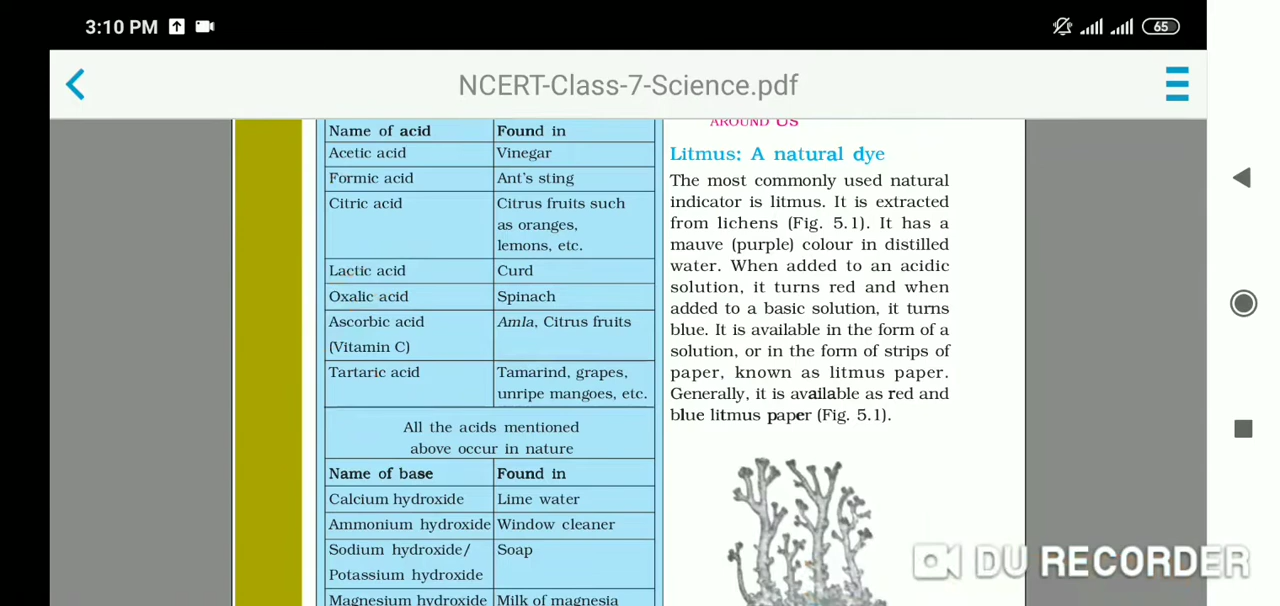 3:10 PM
65
NCERT-Class-7-Science.pdf
Name of acid Found in
Acetic acid Vinegar
Formic acid Ant's sting
Citric acid Citrus fruits such
as oranges,
lemons, etc.
Lactic acid Curd
Oxalic acid Spinach
Ascorbic acid Amla, Citrus fruits
(Vitamin C)
Tartaric acid Tamarind, grapes,
unripe mangoes, etc.
All the acids mentioned
above occur in nature
Name of base Found in
Calcium hydroxide Lime water
Ammonium hydroxide Window cleaner
Sodium hydroxide/ Soap
Potassium hydroxide
Magnesium hydroxide Milk of magnesia
AROUND US
Litmus: A natural dye
The most commonly used natural
indicator is litmus. It is extracted
from lichens (Fig. 5.1). It has a
mauve (purple) colour in distilled
water. When added to an acidic
solution, it turns red and when
added to a basic solution, it turns
blue. It is available in the form of a
solution, or in the form of strips of
paper, known as litmus paper.
Generally, it is available as red and
blue litmus paper (Fig. 5.1).
DU RECORDER